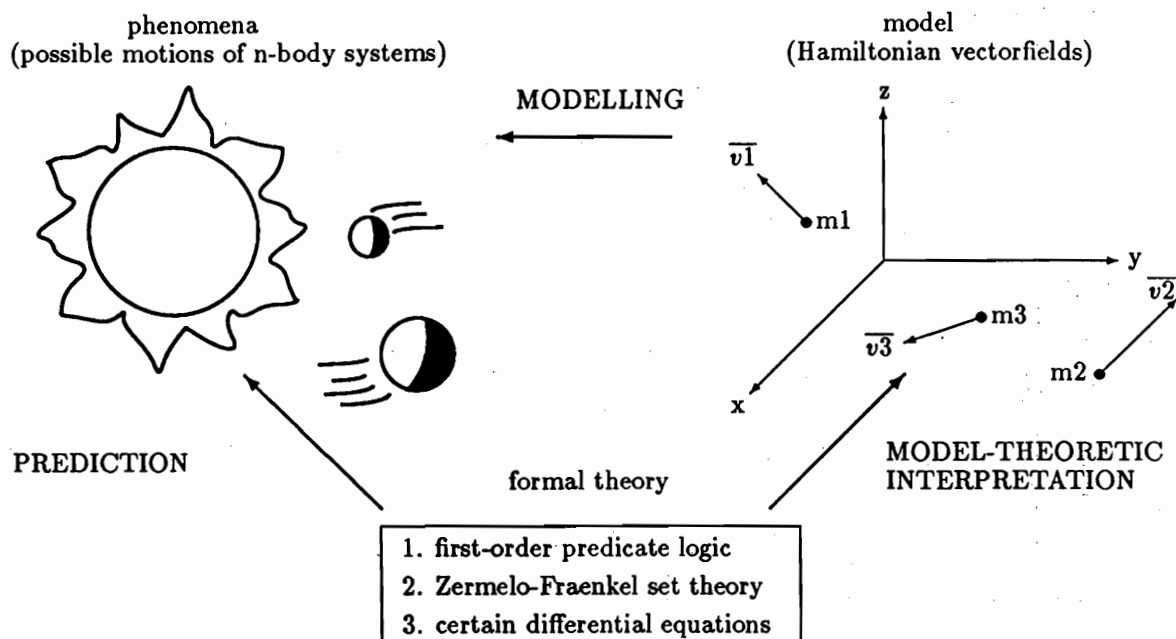 phenomena
(possible motions of n-body systems)
model
(Hamiltonian vectorfields)
MODELLING
z
v1
m1
y
v2
m3
v3
m2
x
PREDICTION
MODEL-THEORETIC
INTERPRETATION
formal theory
1. first-order predicate logic
2. Zermelo-Fraenkel set theory
3. certain differential equations